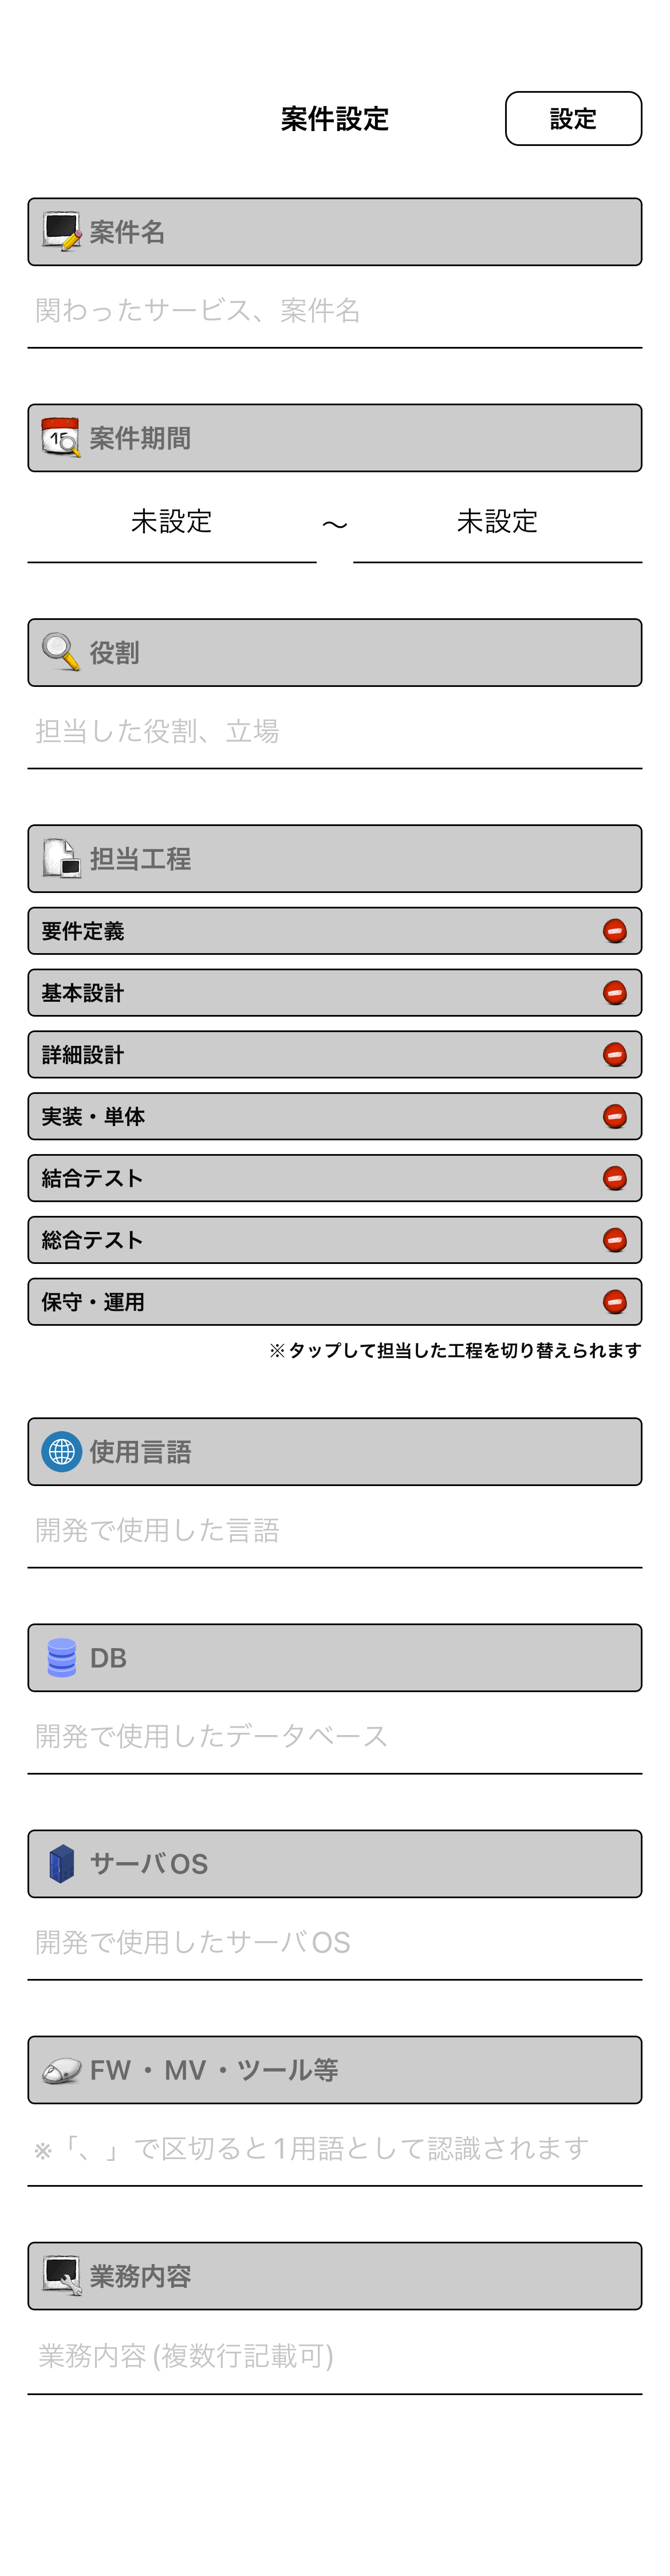 案件設定
設定
案件名
関わったサービス、案件名
15
案件期間
未設定 〜 未設定
役割
担当した役割、立場
担当工程
要件定義
基本設計
詳細設計
実装・単体
結合テスト
総合テスト
保守・運用
※タップして担当した工程を切り替えられます
使用言語
開発で使用した言語
DB
開発で使用したデータベース
サーバOS
開発で使用したサーバOS
FW・MV・ツール等
※「、」で区切ると1用語として認識されます
業務内容
業務内容(複数行記載可)